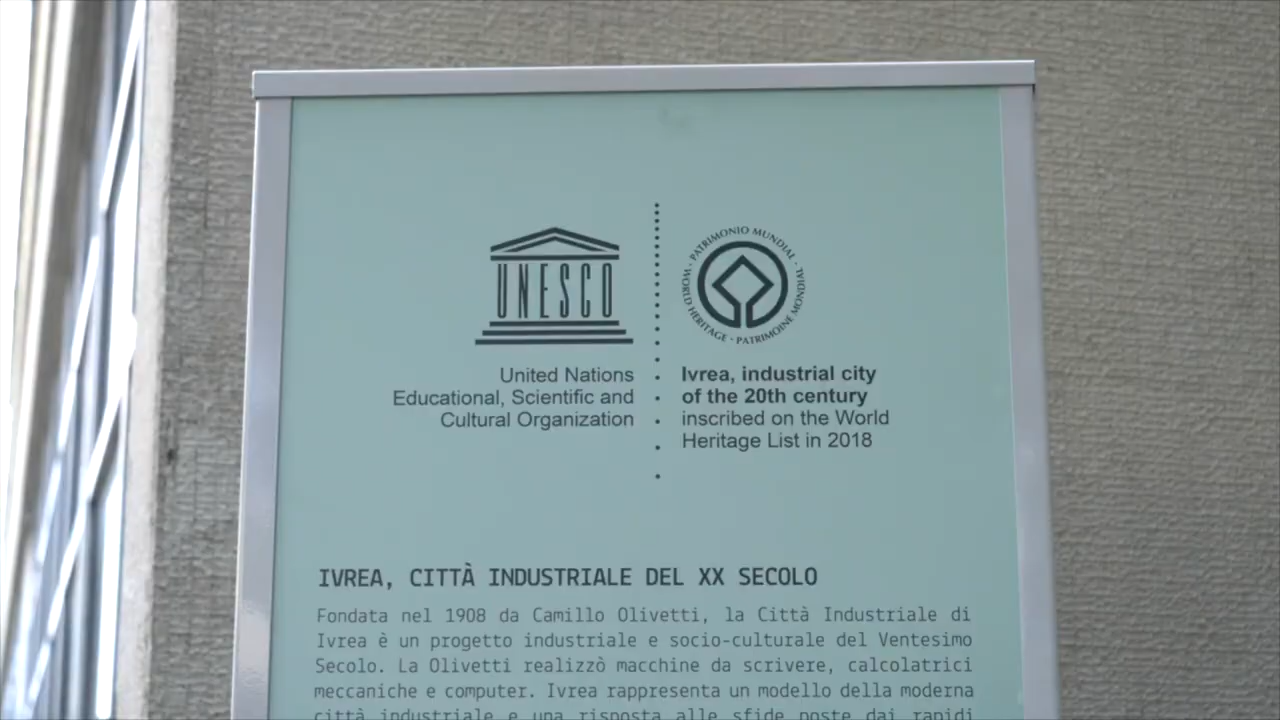 UNESCO
United Nations
Educational, Scientific and
Cultural Organization
WORLD HERITAGE · PATRIMONIO MUNDIAL · PATRIMOINE MONDIAL ·
Ivrea, industrial city
of the 20th century
inscribed on the World
Heritage List in 2018
IVREA, CITTÀ INDUSTRIALE DEL XX SECOLO
Fondata nel 1908 da Camillo Olivetti, la Città Industriale di
Ivrea è un progetto industriale e socio-culturale del Ventesimo
Secolo. La Olivetti realizzò macchine da scrivere, calcolatrici
meccaniche e computer. Ivrea rappresenta un modello della moderna
città industriale e una risposta alle sfide poste dai rapidi